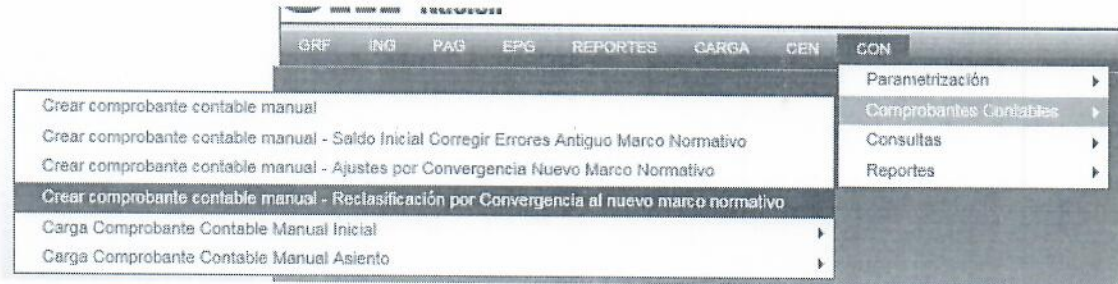 Nación
GRF ING PAG EPG REPORTES CARGA CEN CON
Parametrización
Comprobantes Contables
Consultas
Reportes
Crear comprobante contable manual
Crear comprobante contable manual - Saldo Inicial Corregir Errores Antiguo Marco Normativo
Crear comprobante contable manual - Ajustes por Convergencia Nuevo Marco Normativo
Crear comprobante contable manual - Reclasificación por Convergencia al nuevo marco normativo
Carga Comprobante Contable Manual Inicial
Carga Comprobante Contable Manual Asiento